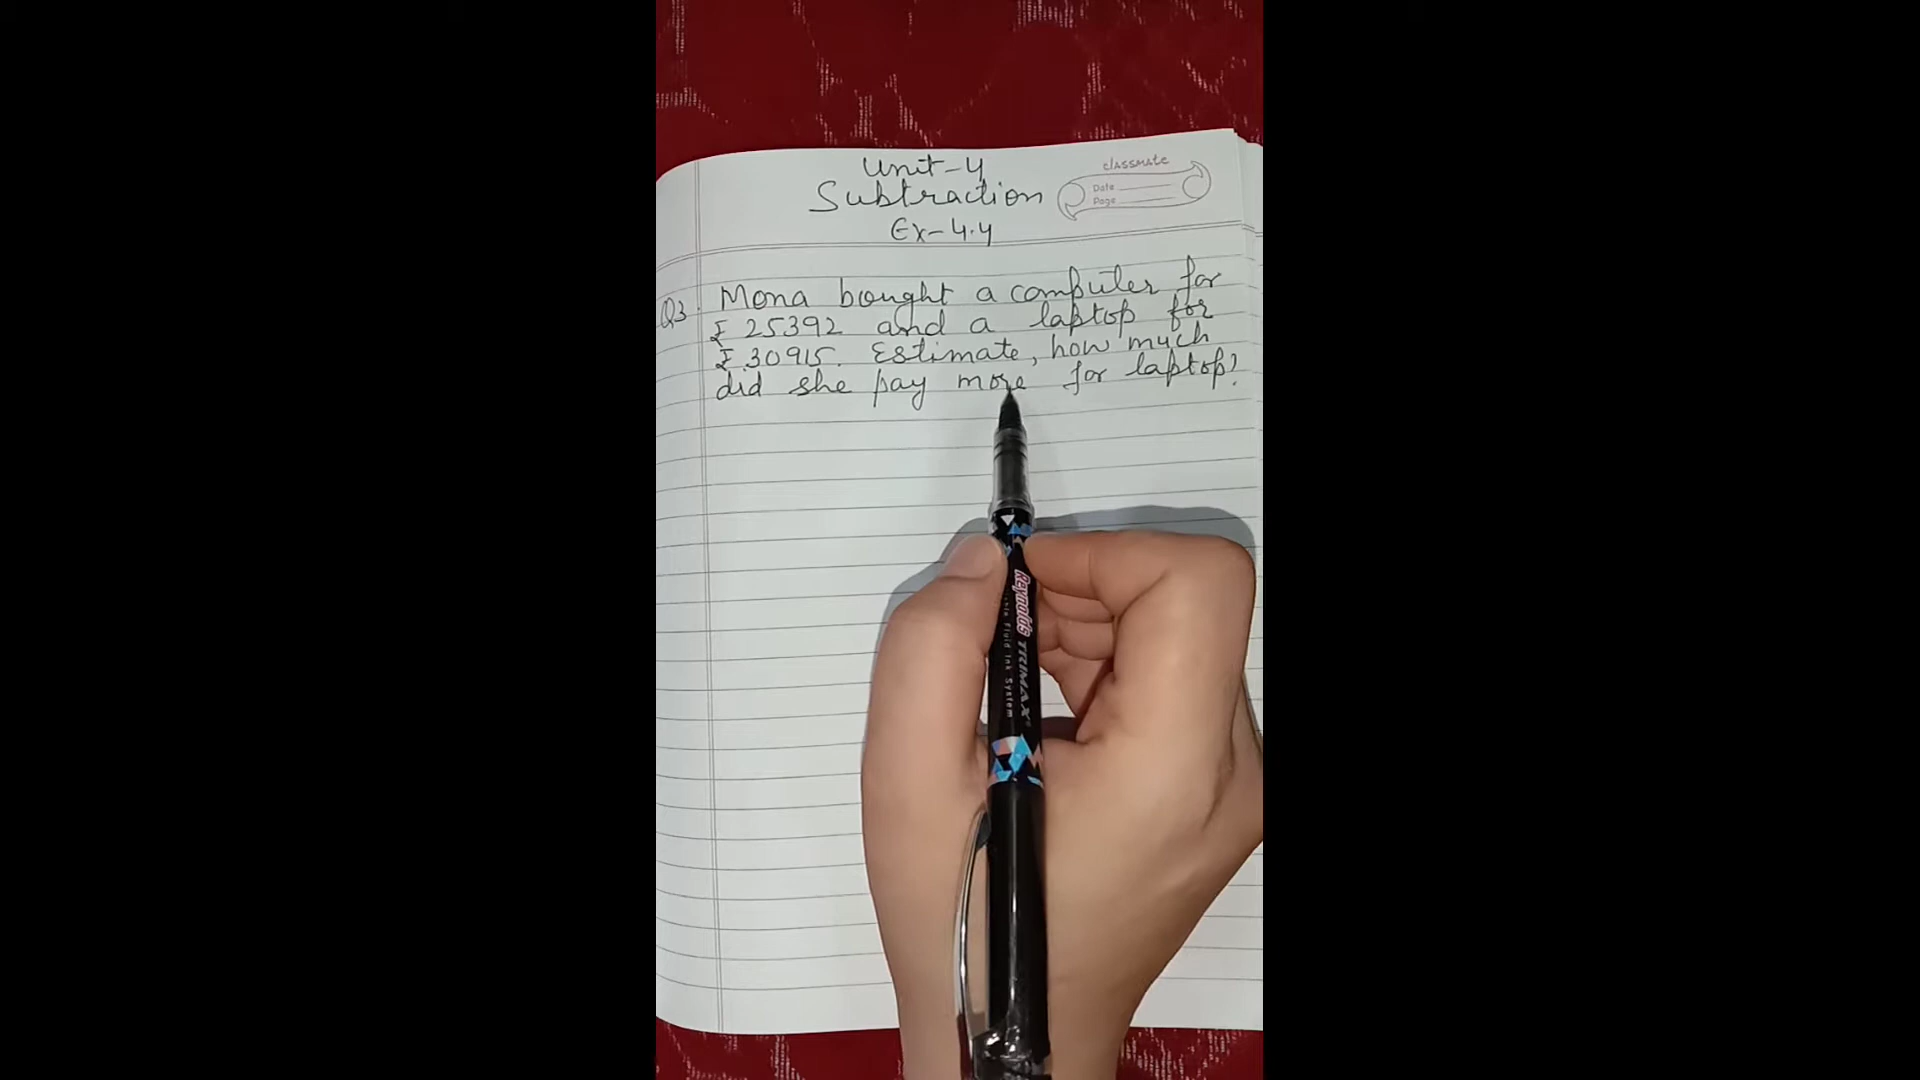 Unit-4
Subtraction
Ex-4.4
classmate
Date
Page
Q3. Mona bought a computer for
₹ 25392 and a laptop for
₹ 30915. Estimate, how much
did she pay more for laptop?
Reynolds TRIMAX
Fluid Ink System